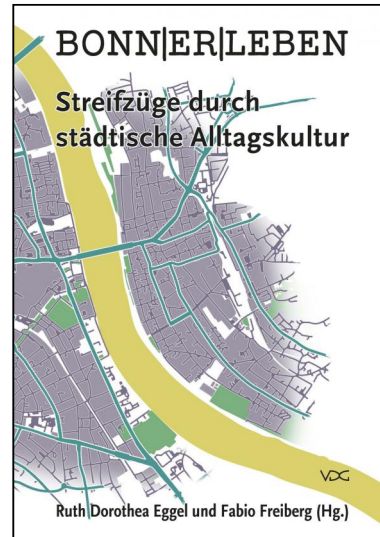 BONN|ER|LEBEN
Streifzüge durch
städtische Alltagskultur
VDG
Ruth Dorothea Eggel und Fabio Freiberg (Hg.)